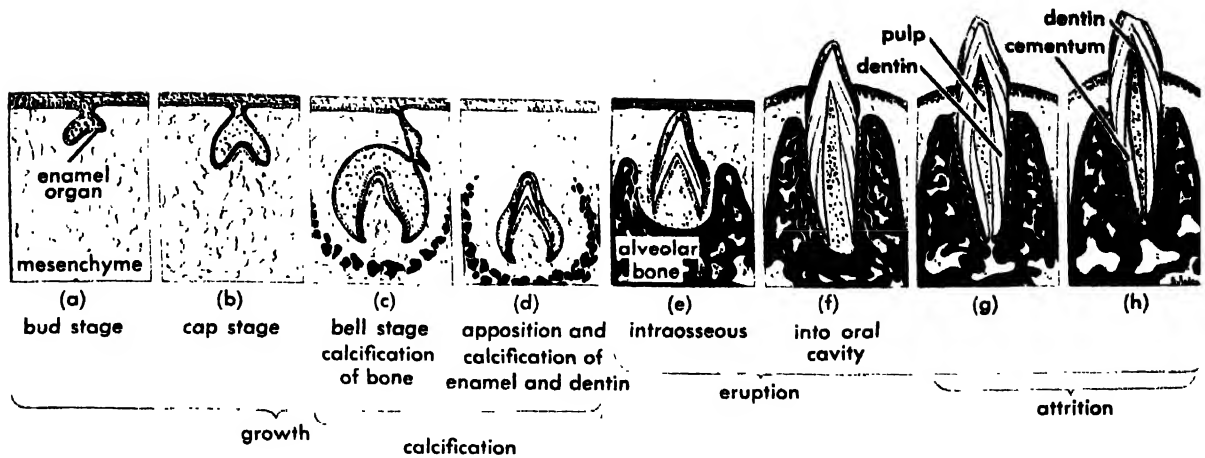 enamel
organ
mesenchyme
alveolar
bone
pulp
dentin
dentin
cementum
(a)
bud stage
(b)
cap stage
(c)
bell stage
calcification
of bone
(d)
apposition and
calcification of
enamel and dentin
(e)
intraosseous
(f)
into oral
cavity
(g)
(h)
growth
calcification
eruption
attrition